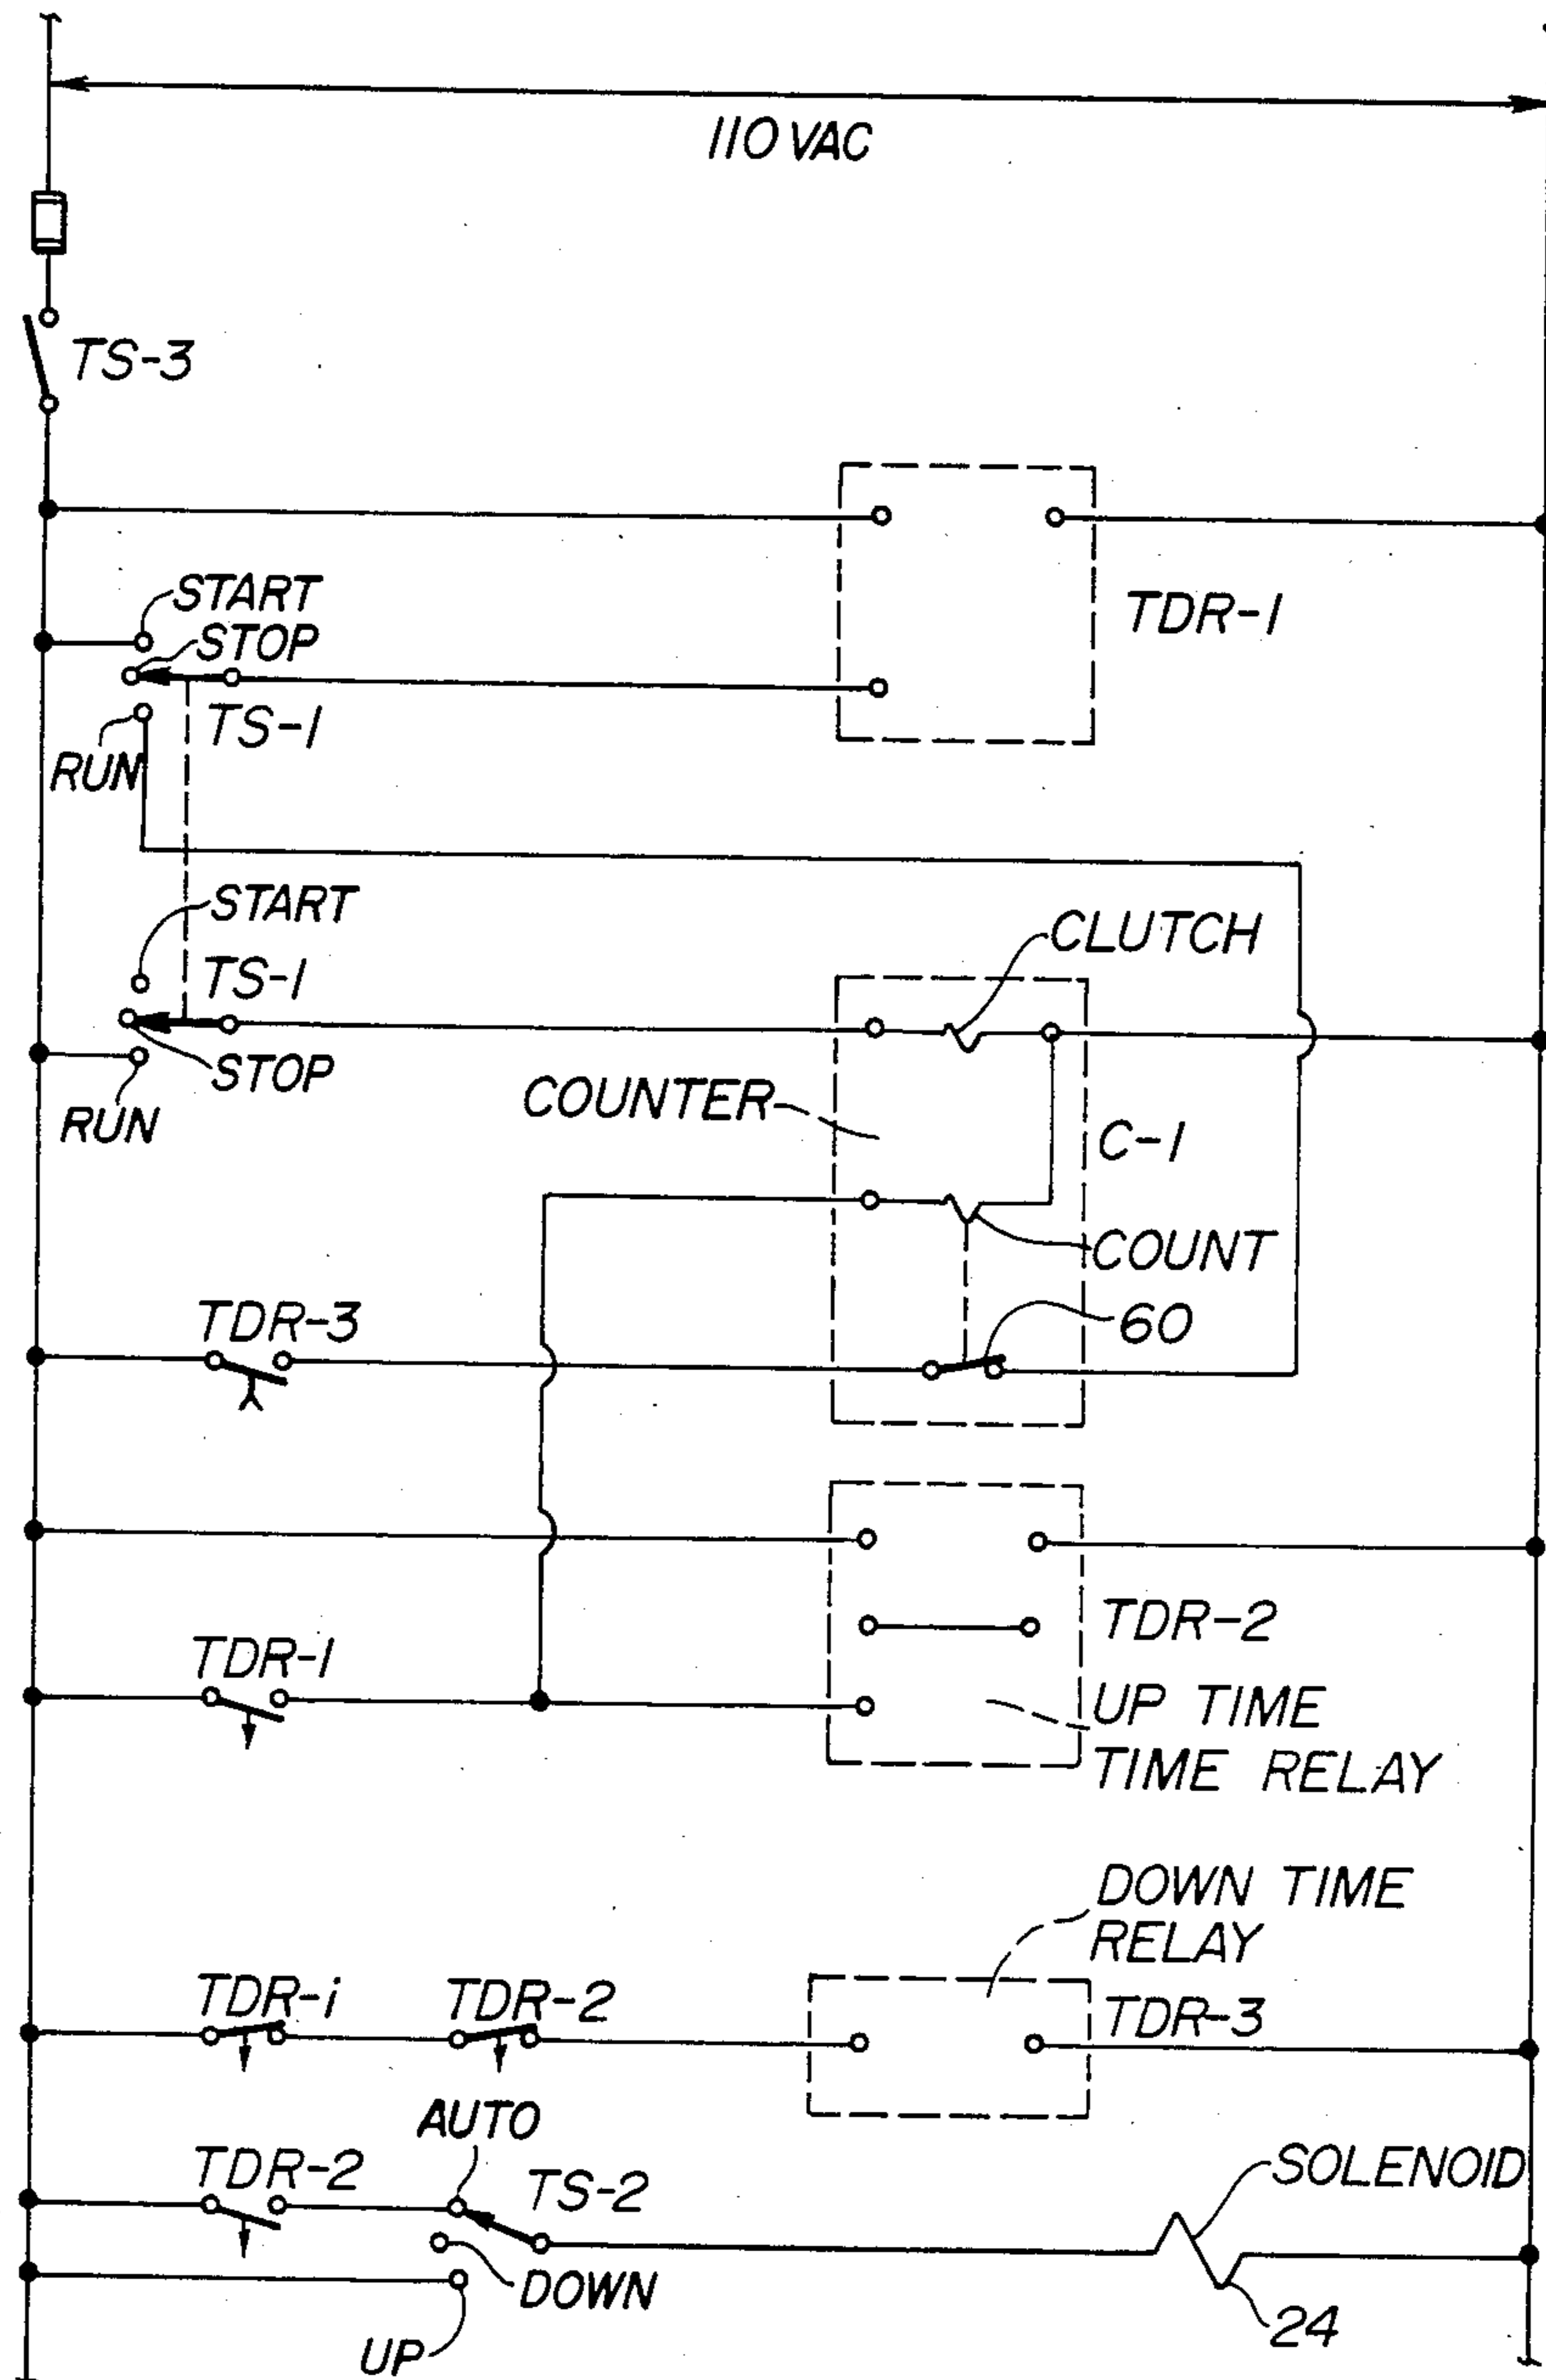 110 VAC
TS-3
START
STOP
TDR-1
TS-1
RUN
START
CLUTCH
TS-1
STOP
COUNTER
RUN
C-1
COUNT
TDR-3
60
TDR-2
TDR-1
UP TIME
TIME RELAY
DOWN TIME
RELAY
TDR-i
TDR-2
TDR-3
AUTO
TDR-2
TS-2
SOLENOID
DOWN
24
UP